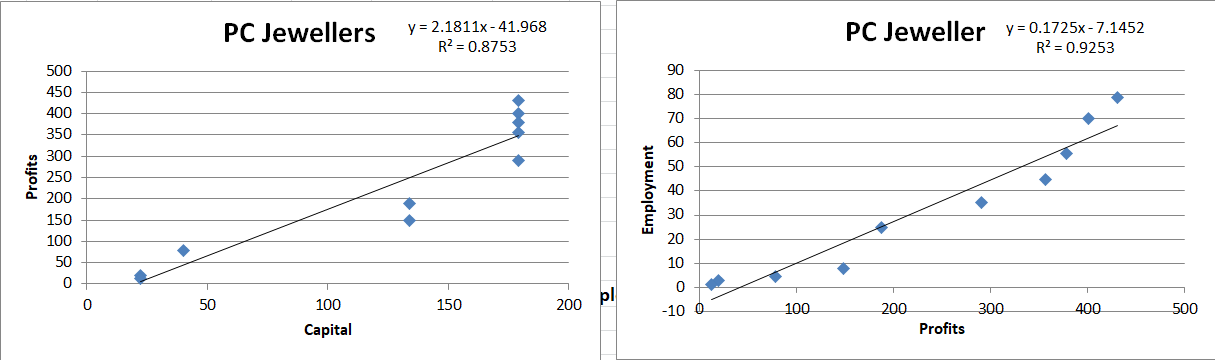 PC Jewellers
y = 2.1811x - 41.968
R² = 0.8753
Profits
500
450
400
350
300
250
200
150
100
50
0
0 50 100 150 200
Capital
pl
PC Jeweller
y = 0.1725x - 7.1452
R² = 0.9253
Employment
90
80
70
60
50
40
30
20
10
0
-10
0 100 200 300 400 500
Profits